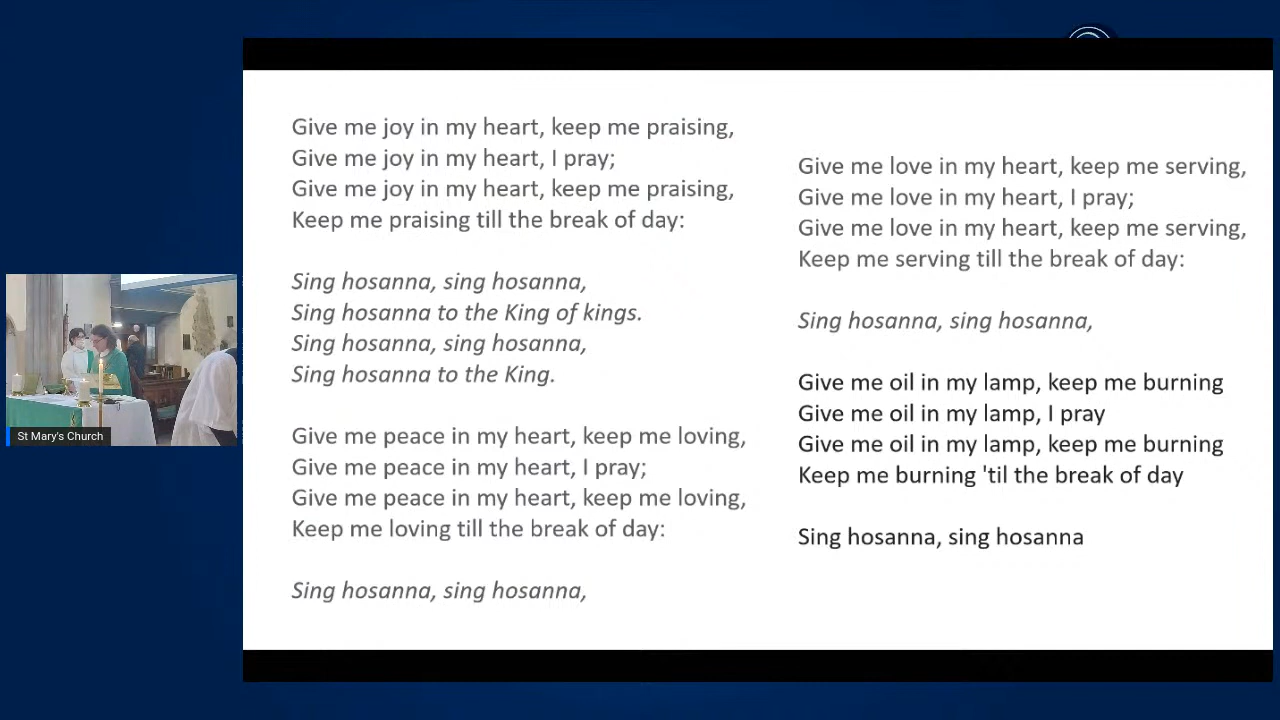 Give me joy in my heart, keep me praising,
Give me joy in my heart, I pray;
Give me joy in my heart, keep me praising,
Keep me praising till the break of day:
Sing hosanna, sing hosanna,
Sing hosanna to the King of kings.
Sing hosanna, sing hosanna,
Sing hosanna to the King.
Give me peace in my heart, keep me loving,
Give me peace in my heart, I pray;
Give me peace in my heart, keep me loving,
Keep me loving till the break of day:
Sing hosanna, sing hosanna,
Give me love in my heart, keep me serving,
Give me love in my heart, I pray;
Give me love in my heart, keep me serving,
Keep me serving till the break of day:
Sing hosanna, sing hosanna,
Give me oil in my lamp, keep me burning
Give me oil in my lamp, I pray
Give me oil in my lamp, keep me burning
Keep me burning 'til the break of day
Sing hosanna, sing hosanna
St Mary's Church